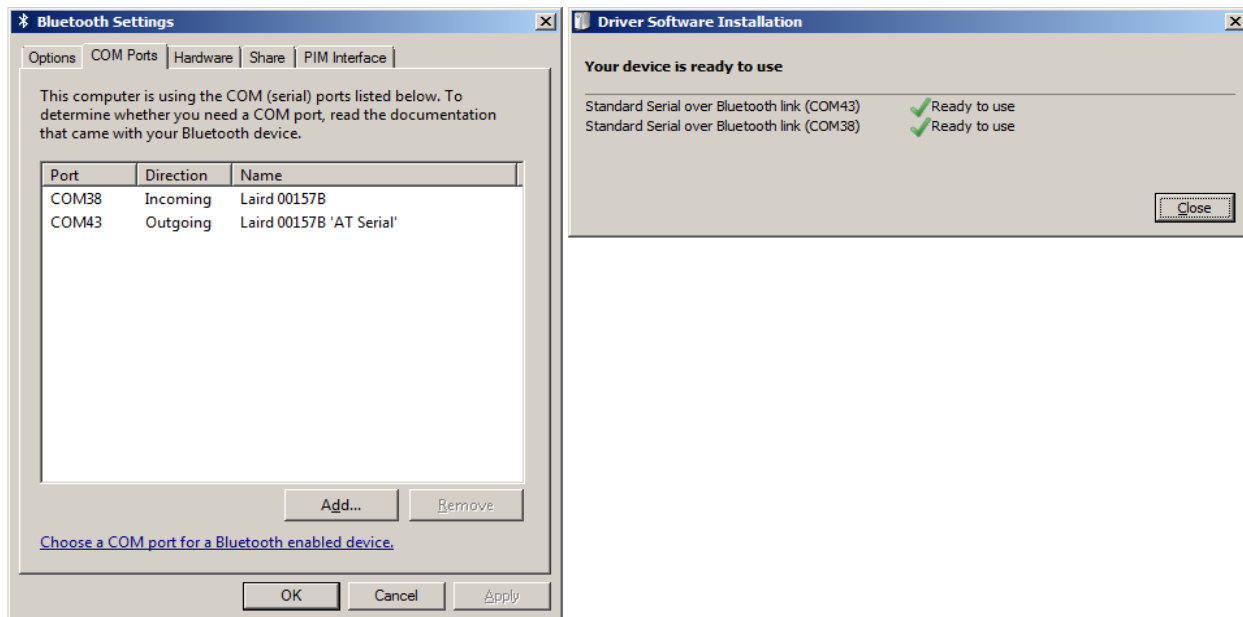 Bluetooth Settings
Options COM Ports Hardware Share PIM Interface
This computer is using the COM (serial) ports listed below. To
determine whether you need a COM port, read the documentation
that came with your Bluetooth device.
Port Direction Name
COM38 Incoming Laird 00157B
COM43 Outgoing Laird 00157B 'AT Serial'
Add... Remove
Choose a COM port for a Bluetooth enabled device.
OK Cancel Apply
Driver Software Installation
Your device is ready to use
Standard Serial over Bluetooth link (COM43) Ready to use
Standard Serial over Bluetooth link (COM38) Ready to use
Close